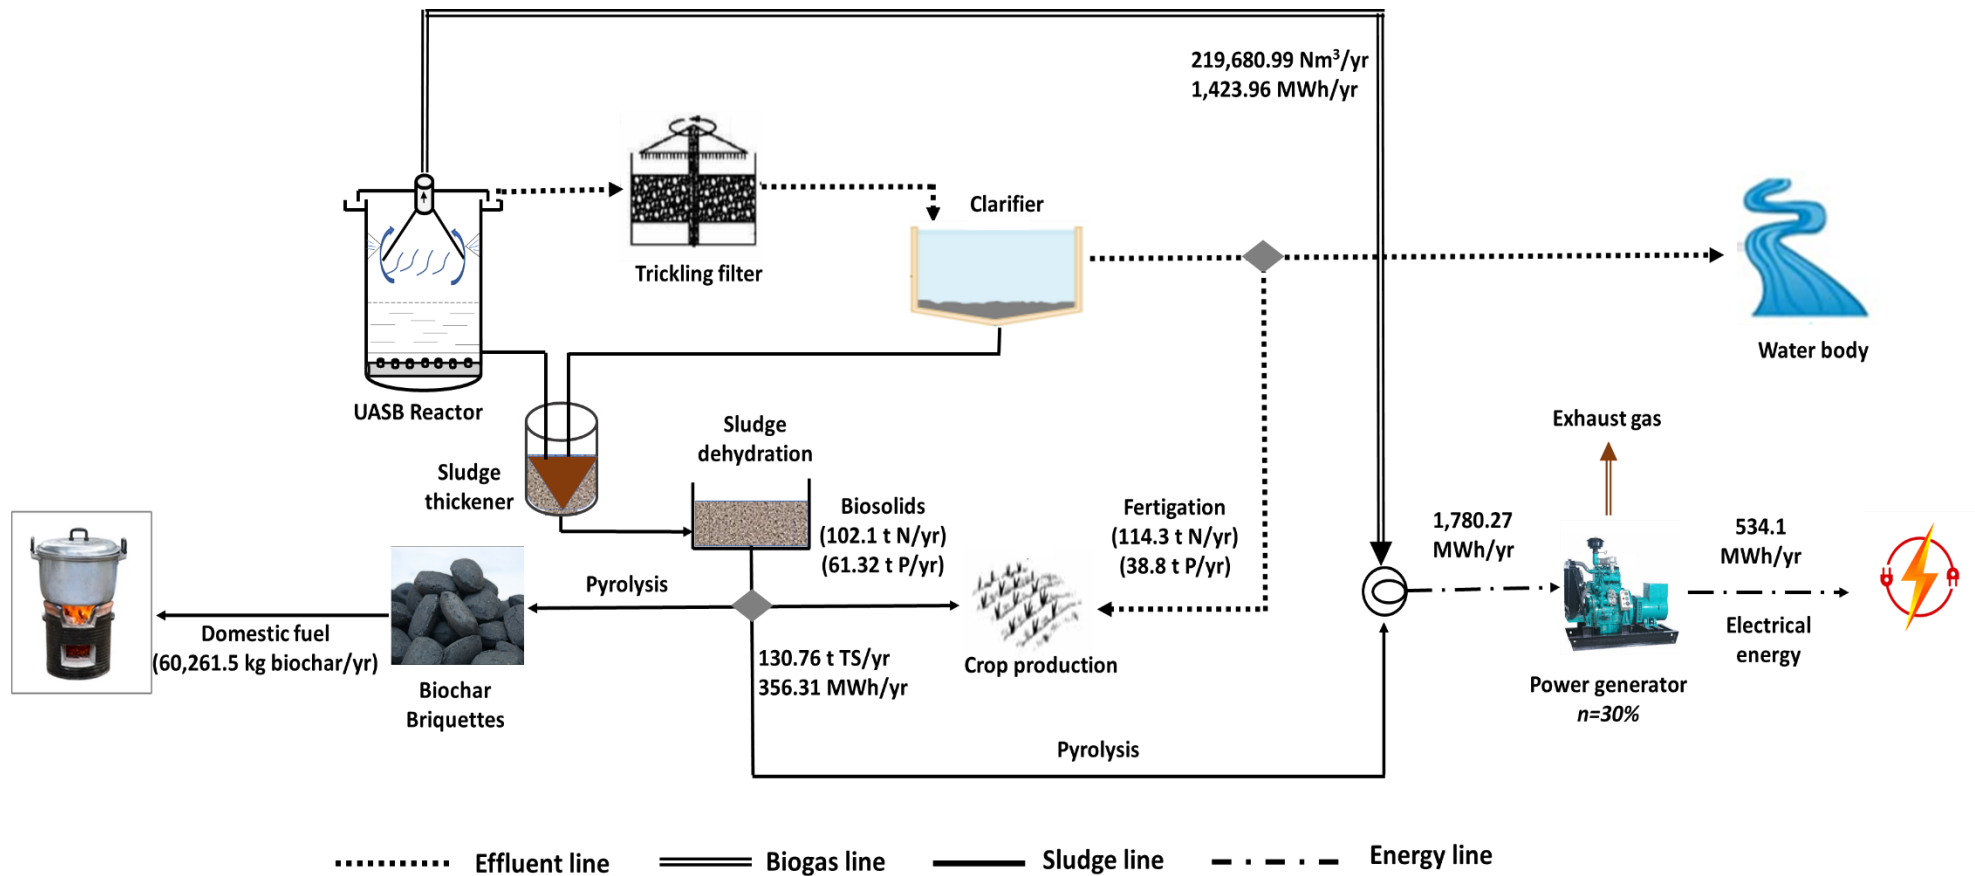 219,680.99 Nm³/yr
1,423.96 MWh/yr
Clarifier
Trickling filter
Water body
UASB Reactor
Sludge
dehydration
Exhaust gas
Sludge
thickener
Biosolids
(102.1 t N/yr)
(61.32 t P/yr)
Fertigation
(114.3 t N/yr)
(38.8 t P/yr)
1,780.27
MWh/yr
534.1
MWh/yr
Pyrolysis
Domestic fuel
(60,261.5 kg biochar/yr)
Biochar
Briquettes
130.76 t TS/yr
356.31 MWh/yr
Crop production
Electrical
energy
Power generator
n=30%
Pyrolysis
Effluent line
Biogas line
Sludge line
Energy line